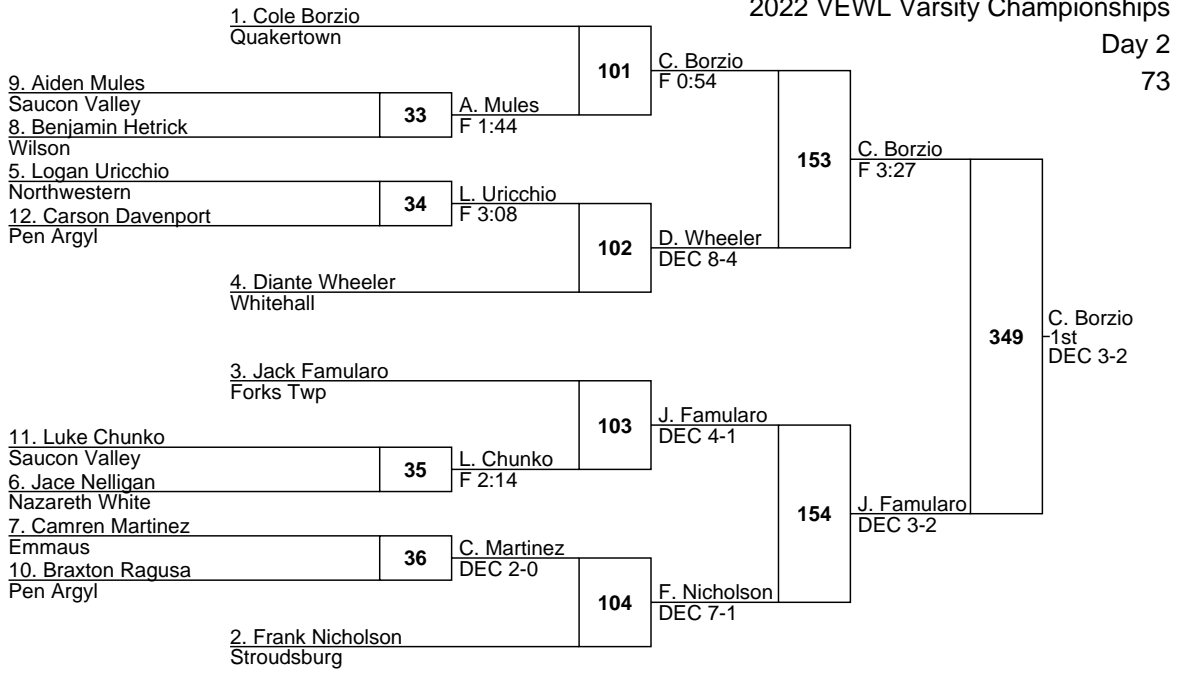 2022 VEWL Varsity Championships
Day 2
73
1. Cole Borzio
Quakertown
101
C. Borzio
F 0:54
9. Aiden Mules
Saucon Valley
33
A. Mules
F 1:44
8. Benjamin Hetrick
Wilson
153
C. Borzio
F 3:27
5. Logan Uricchio
Northwestern
34
L. Uricchio
F 3:08
12. Carson Davenport
Pen Argyl
102
D. Wheeler
DEC 8-4
4. Diante Wheeler
Whitehall
349
C. Borzio
1st
DEC 3-2
3. Jack Famularo
Forks Twp
103
J. Famularo
DEC 4-1
11. Luke Chunko
Saucon Valley
35
L. Chunko
F 2:14
6. Jace Nelligan
Nazareth White
154
J. Famularo
DEC 3-2
7. Camren Martinez
Emmaus
36
C. Martinez
DEC 2-0
10. Braxton Ragusa
Pen Argyl
104
F. Nicholson
DEC 7-1
2. Frank Nicholson
Stroudsburg